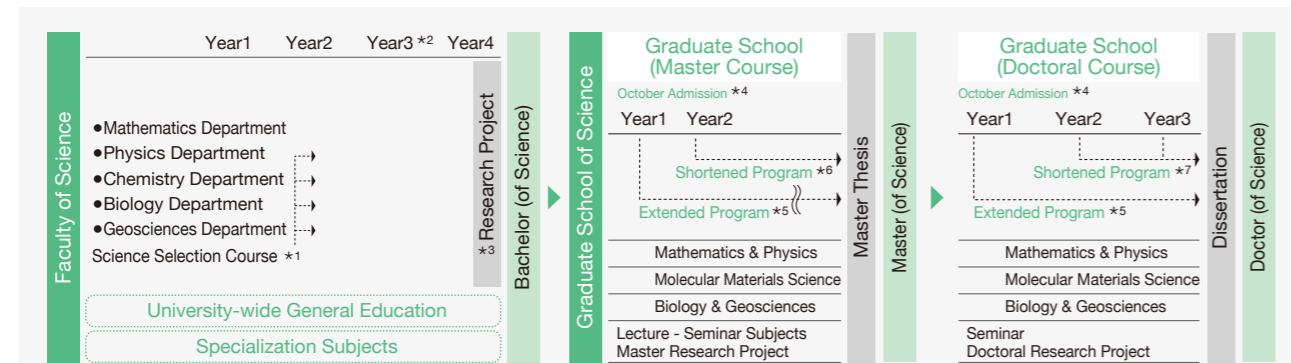 Faculty of Science
Year1 Year2 Year3 *2 Year4
●Mathematics Department
●Physics Department
●Chemistry Department
●Biology Department
●Geosciences Department
Science Selection Course *1
University-wide General Education
Specialization Subjects
*3 Research Project
Bachelor (of Science)
Graduate School of Science
Graduate School
(Master Course)
October Admission *4
Year1 Year2
Shortened Program *6
Extended Program *5
Mathematics & Physics
Molecular Materials Science
Biology & Geosciences
Lecture - Seminar Subjects
Master Research Project
Master Thesis
Master (of Science)
Graduate School
(Doctoral Course)
October Admission *4
Year1 Year2 Year3
Shortened Program *7
Extended Program *5
Mathematics & Physics
Molecular Materials Science
Biology & Geosciences
Seminar
Doctoral Research Project
Dissertation
Doctor (of Science)